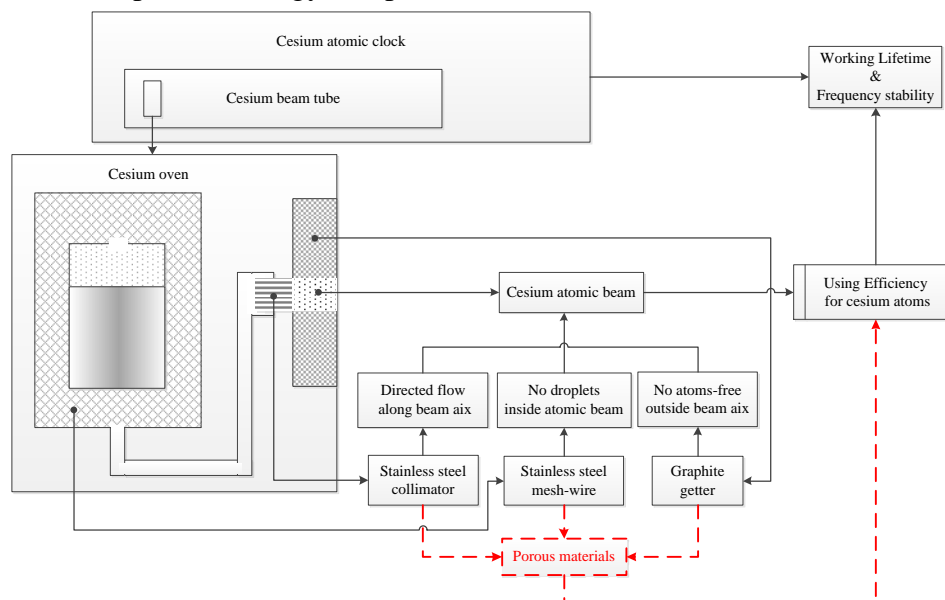 Cesium atomic clock
Cesium beam tube
Working Lifetime
&
Frequency stability
Cesium oven
Cesium atomic beam
Using Efficiency
for cesium atoms
Directed flow
along beam aix
No droplets
inside atomic beam
No atoms-free
outside beam aix
Stainless steel
collimator
Stainless steel
mesh-wire
Graphite
getter
Porous materials